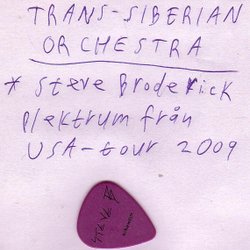 TRANS-SIBERIAN
ORCHESTRA
* Steve Broderick
Plektrum från
USA-tour 2009